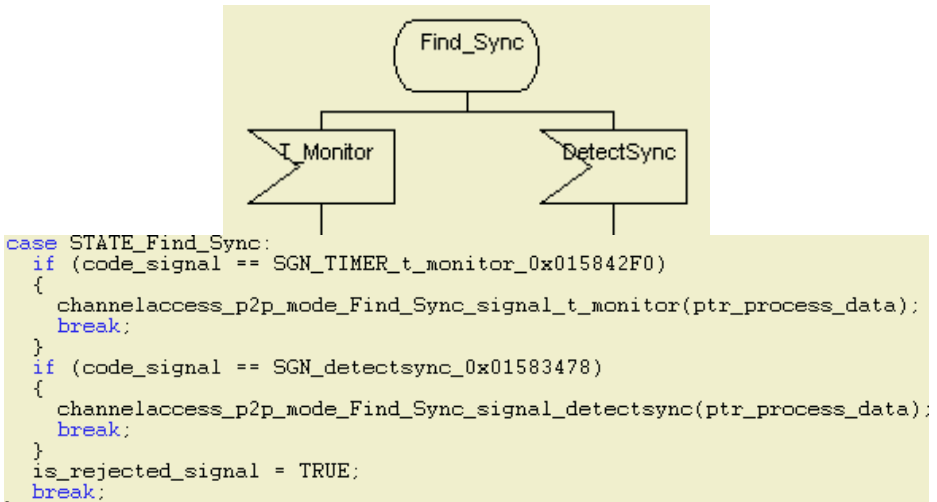 Find_Sync
T_Monitor
DetectSync
case STATE_Find_Sync:
if (code_signal == SGN_TIMER_t_monitor_0x015842F0)
{
channelaccess_p2p_mode_Find_Sync_signal_t_monitor(ptr_process_data);
break;
}
if (code_signal == SGN_detectsync_0x01583478)
{
channelaccess_p2p_mode_Find_Sync_signal_detectsync(ptr_process_data);
break;
}
is_rejected_signal = TRUE;
break;